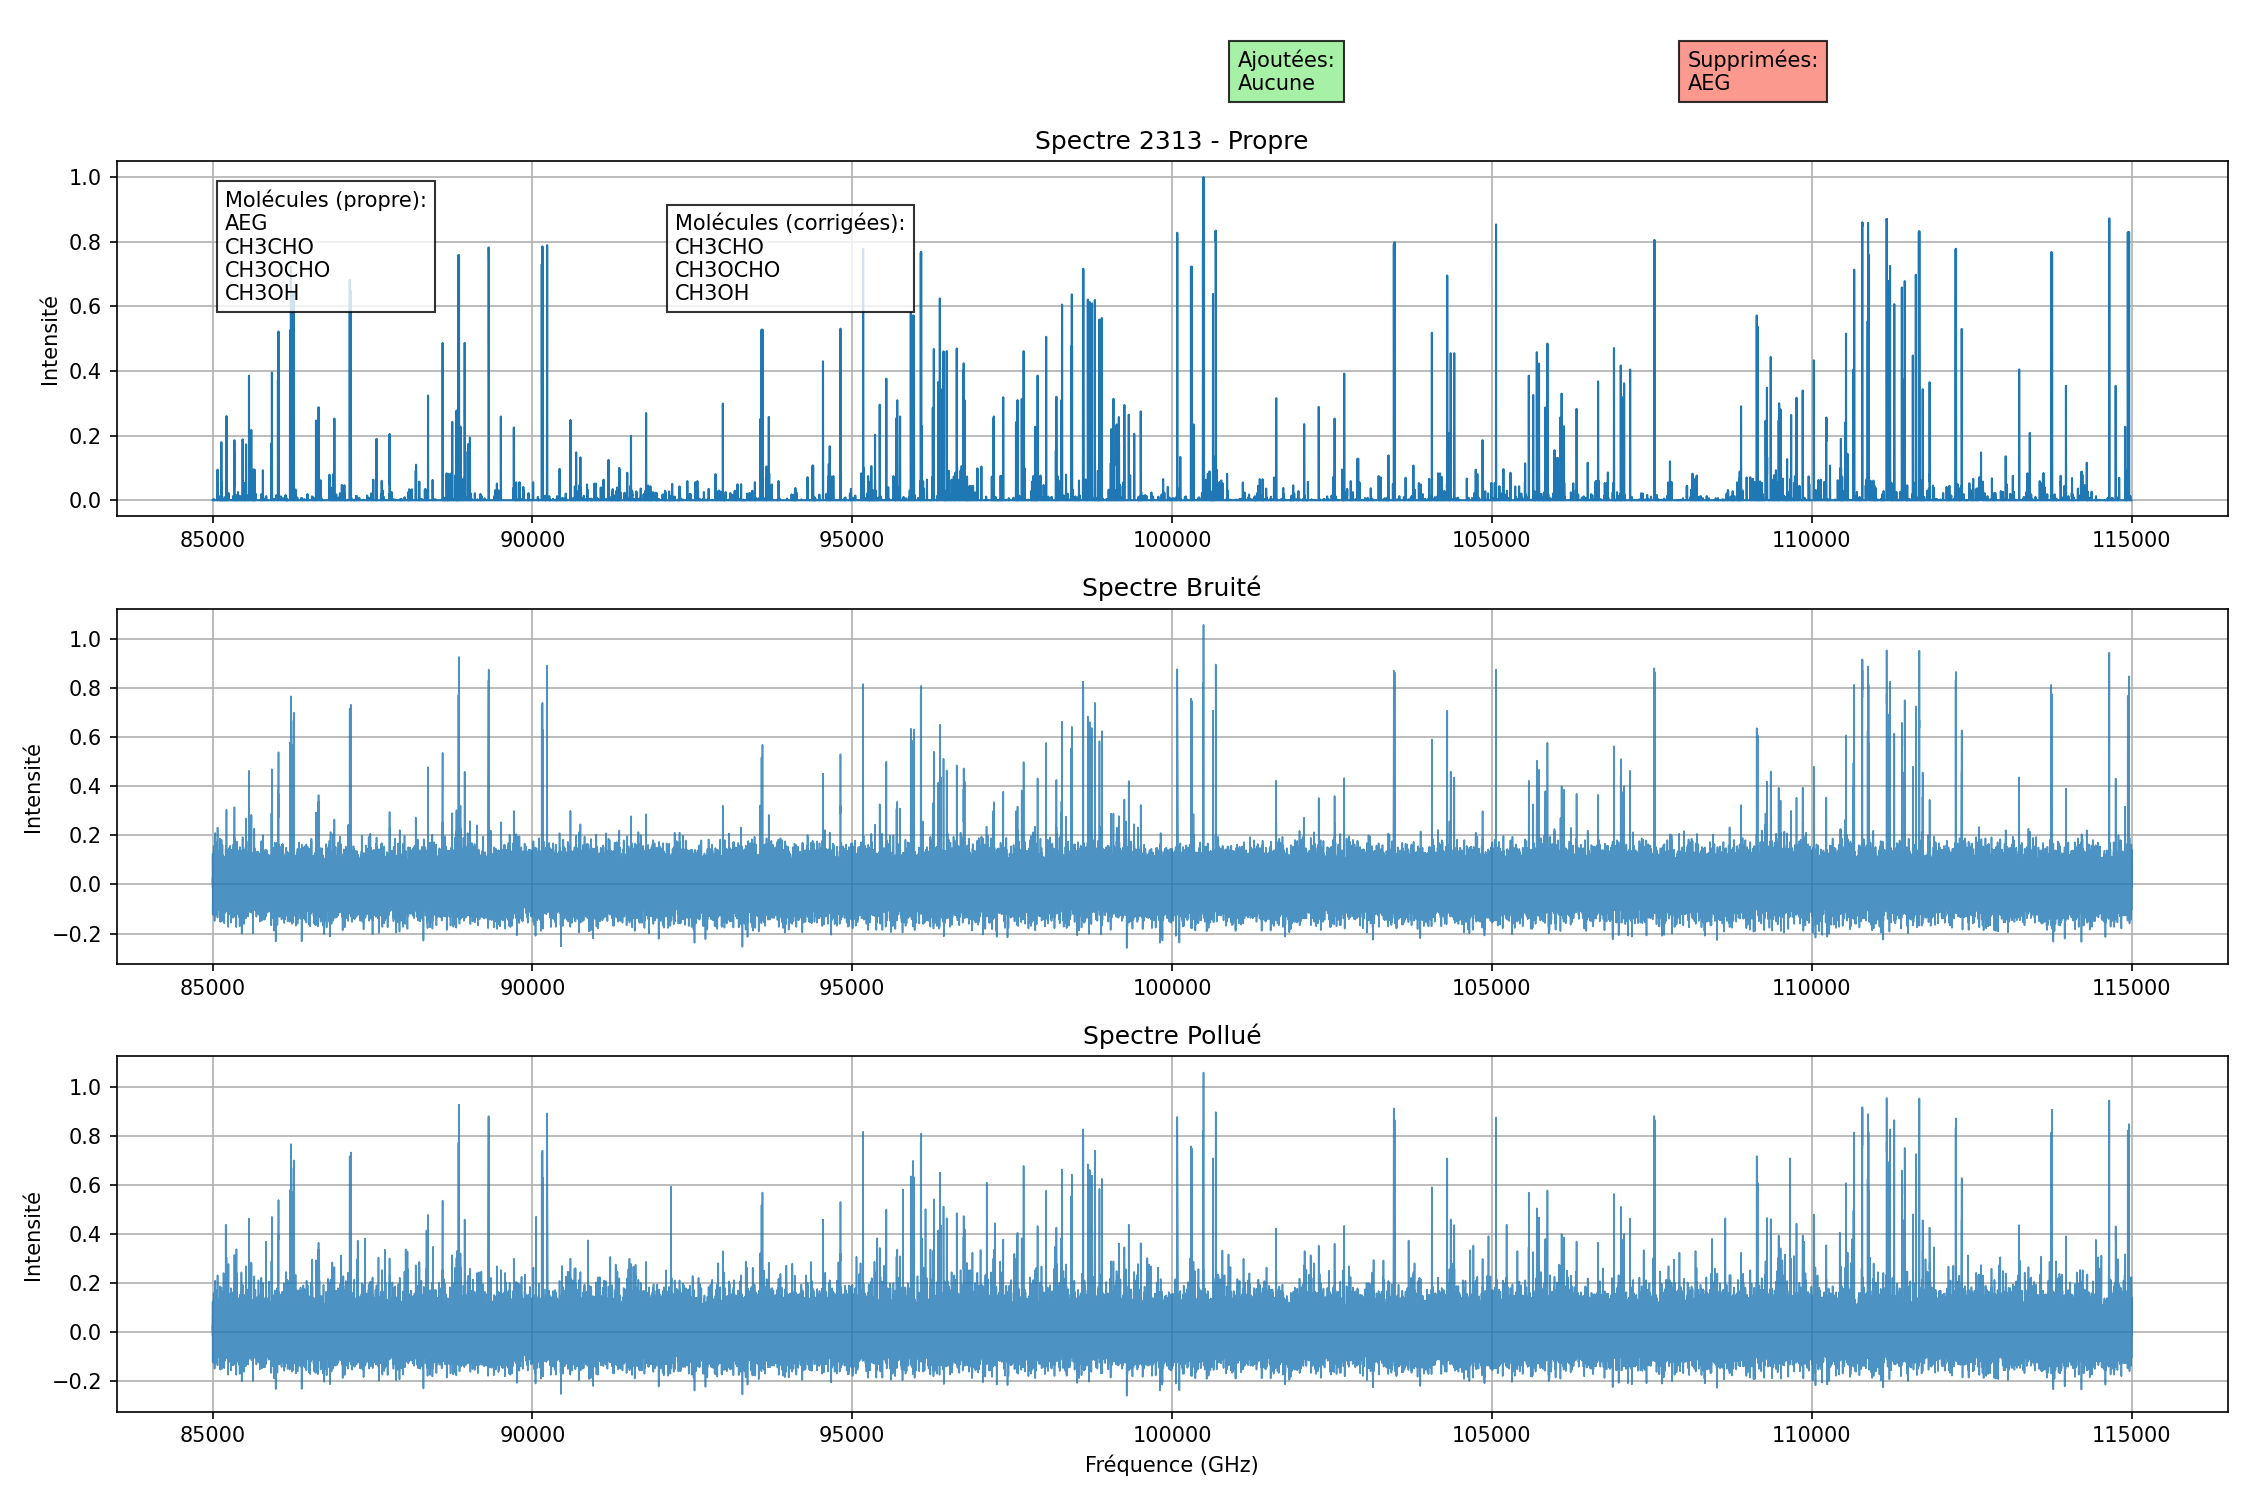 Ajoutées:
Aucune
Supprimées:
AEG
Spectre 2313 - Propre
Intensité
1.0
0.8
0.6
0.4
0.2
0.0
Molécules (propre):
AEG
CH3CHO
CH3OCHO
CH3OH
Molécules (corrigées):
CH3CHO
CH3OCHO
CH3OH
85000 90000 95000 100000 105000 110000 115000
Spectre Bruité
Intensité
1.0
0.8
0.6
0.4
0.2
0.0
−0.2
85000 90000 95000 100000 105000 110000 115000
Spectre Pollué
Intensité
1.0
0.8
0.6
0.4
0.2
0.0
−0.2
85000 90000 95000 100000 105000 110000 115000
Fréquence (GHz)